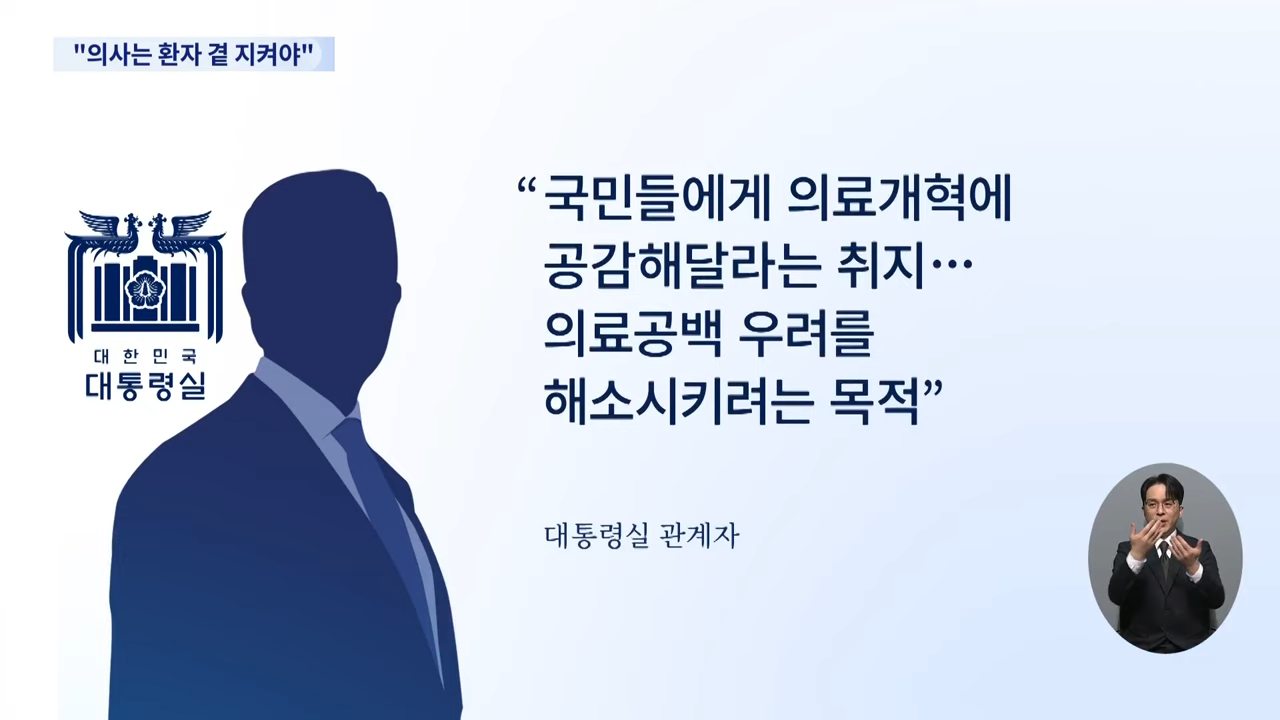 "의사는 환자 곁 지켜야"
“국민들에게 의료개혁에
공감해달라는 취지…
의료공백 우려를
해소시키려는 목적”
대통령실 관계자
대한민국
대통령실